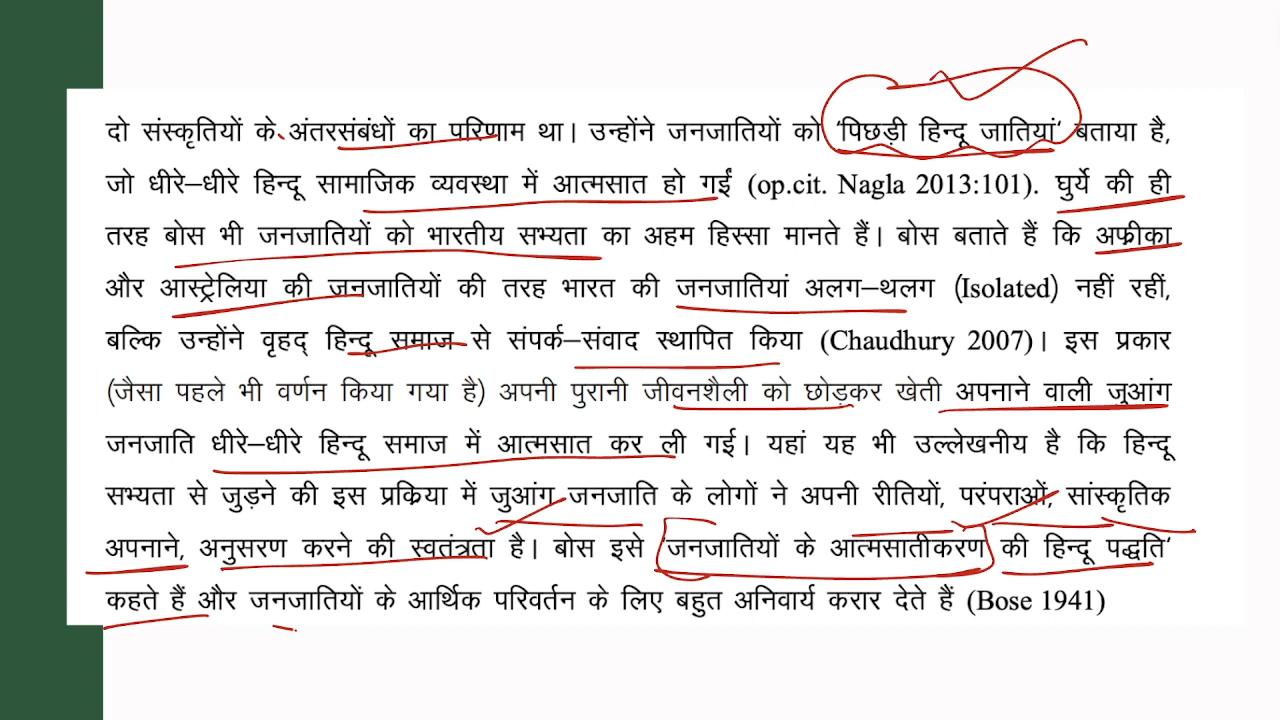 दो संस्कृतियों के अंतरसंबंधों का परिणाम था। उन्होंने जनजातियों को 'पिछड़ी हिन्दू जातियां' बताया है,
जो धीरे–धीरे हिन्दू सामाजिक व्यवस्था में आत्मसात हो गईं (op.cit. Nagla 2013:101). घुर्ये की ही
तरह बोस भी जनजातियों को भारतीय सभ्यता का अहम हिस्सा मानते हैं। बोस बताते हैं कि अफ्रीका
और आस्ट्रेलिया की जनजातियों की तरह भारत की जनजातियां अलग–थलग (Isolated) नहीं रहीं,
बल्कि उन्होंने वृहद् हिन्दू समाज से संपर्क–संवाद स्थापित किया (Chaudhury 2007)। इस प्रकार
(जैसा पहले भी वर्णन किया गया है) अपनी पुरानी जीवनशैली को छोड़कर खेती अपनाने वाली जुआंग
जनजाति धीरे–धीरे हिन्दू समाज में आत्मसात कर ली गई। यहां यह भी उल्लेखनीय है कि हिन्दू
सभ्यता से जुड़ने की इस प्रक्रिया में जुआंग जनजाति के लोगों ने अपनी रीतियों, परंपराओं, सांस्कृतिक
अपनाने, अनुसरण करने की स्वतंत्रता है। बोस इसे 'जनजातियों के आत्मसातीकरण की हिन्दू पद्धति'
कहते हैं और जनजातियों के आर्थिक परिवर्तन के लिए बहुत अनिवार्य करार देते हैं (Bose 1941)